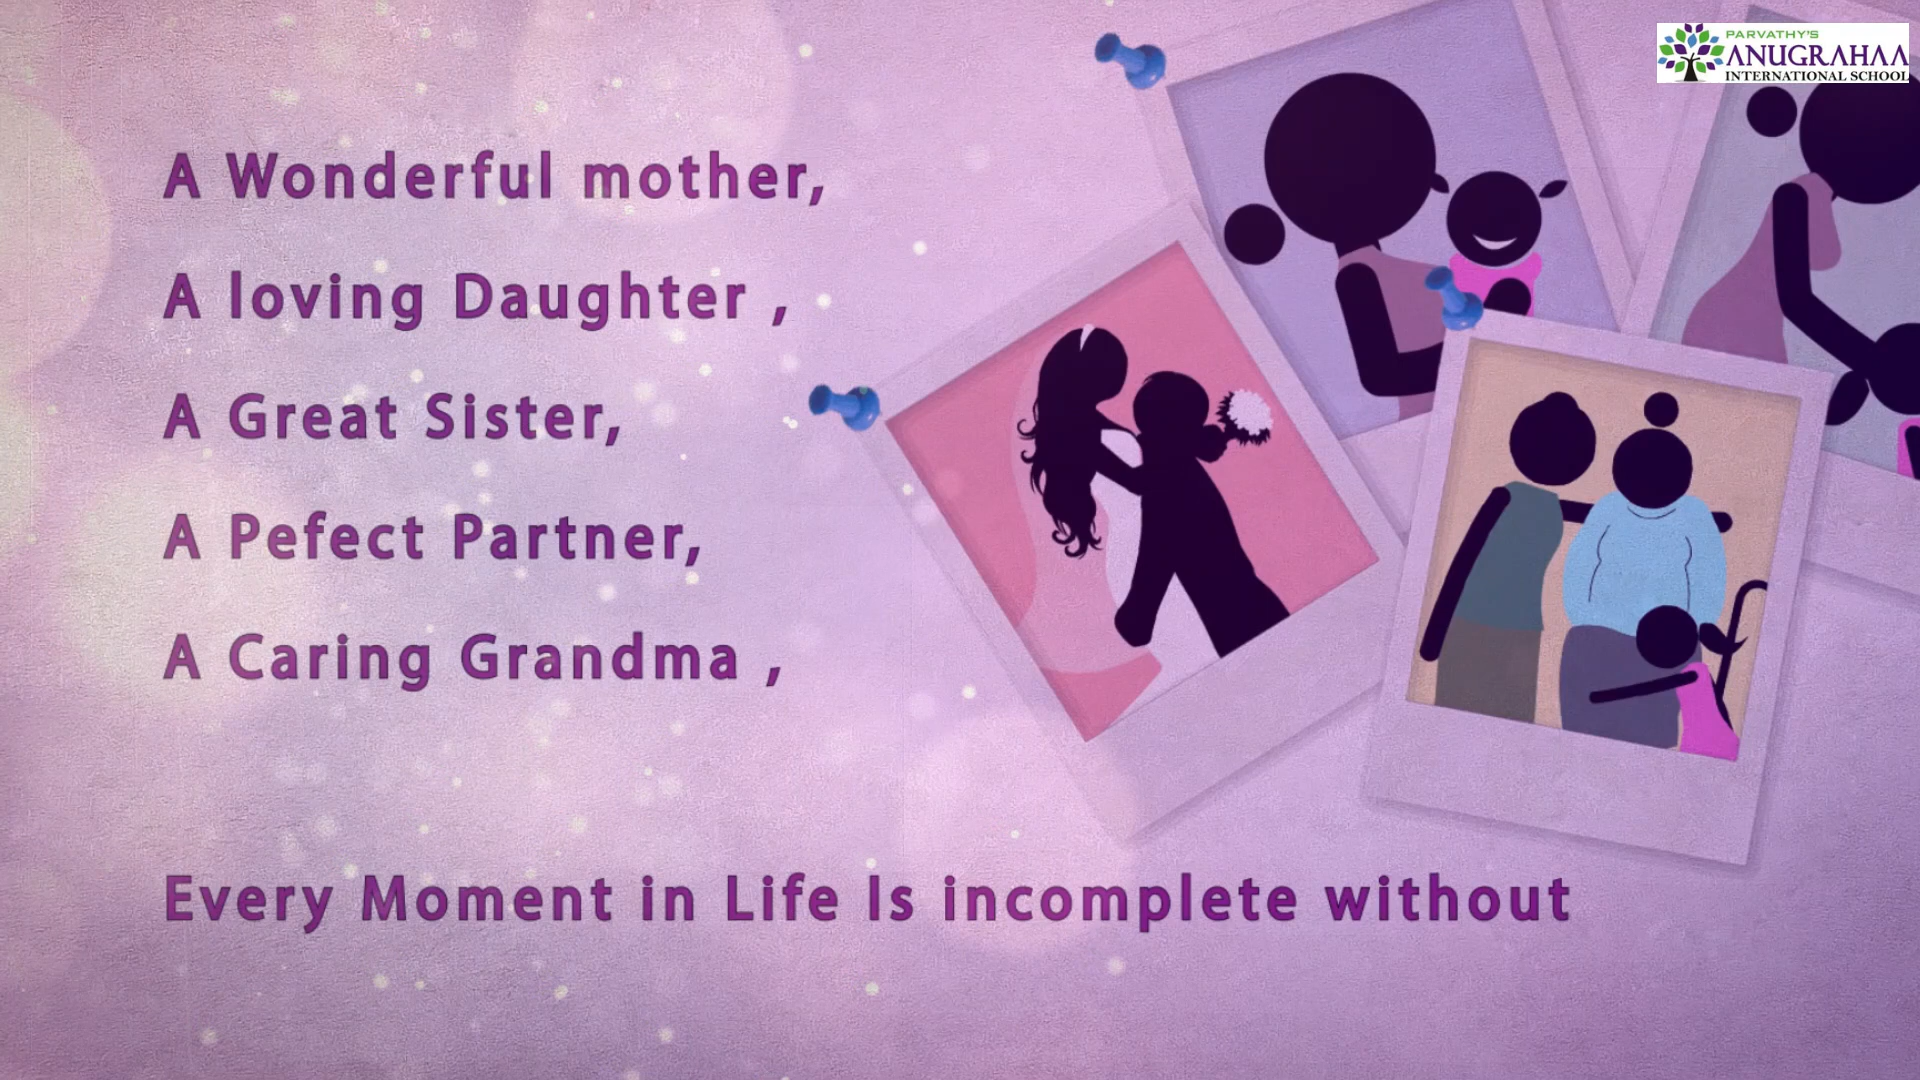 PARVATHY'S
ANUGRAHAA
INTERNATIONAL SCHOOL
A Wonderful mother,
A loving Daughter ,
A Great Sister,
A Pefect Partner,
A Caring Grandma ,
Every Moment in Life Is incomplete without